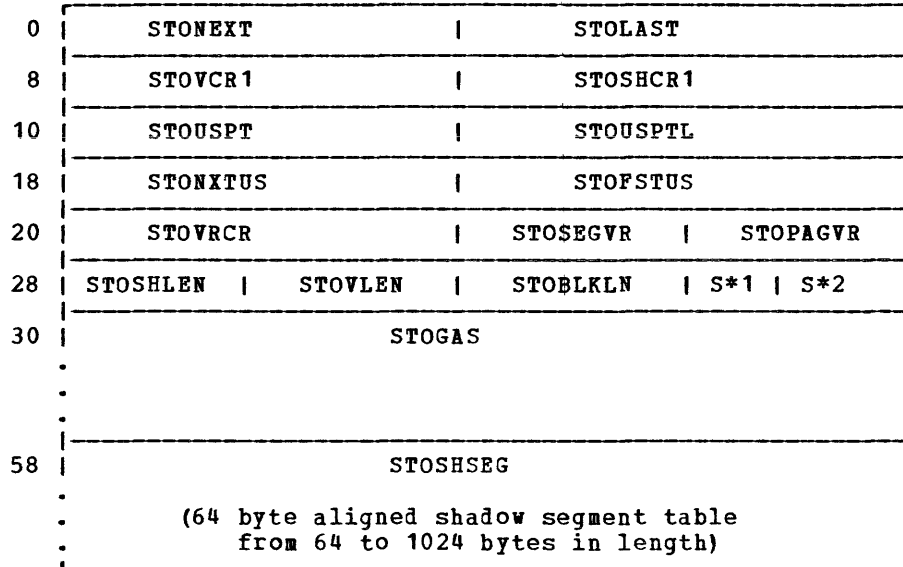 0 | STONEXT | STOLAST
8 | STOVCR1 | STOSHCR1
10 | STOUSPT | STOUSPTL
18 | STONXTUS | STOFSTUS
20 | STOVRCR | STOSEGVR | STOPAGVR
28 | STOSHLEN | STOVLEN | STOBLKLN | S*1 | S*2
30 | STOGAS
58 | STOSHSEG
(64 byte aligned shadow segment table
from 64 to 1024 bytes in length)